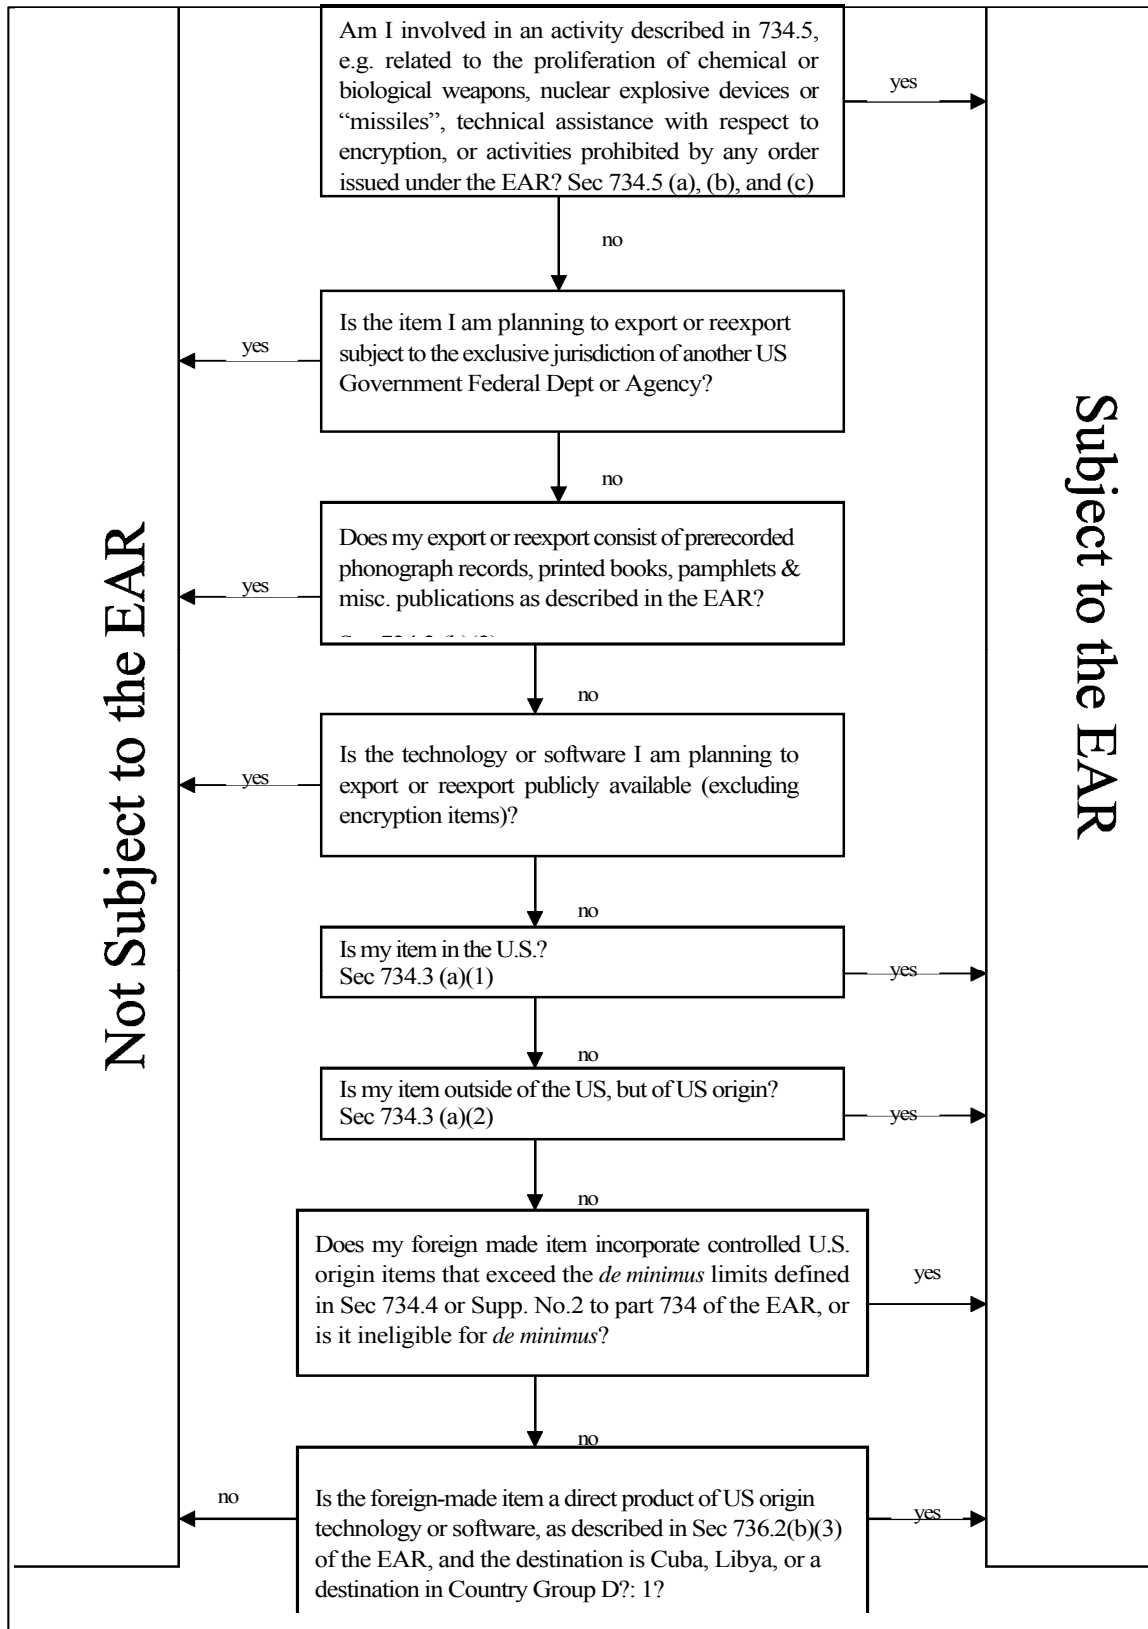 Am I involved in an activity described in 734.5,
e.g. related to the proliferation of chemical or
biological weapons, nuclear explosive devices or
“missiles”, technical assistance with respect to
encryption, or activities prohibited by any order
issued under the EAR? Sec 734.5 (a), (b), and (c)
yes
no
Is the item I am planning to export or reexport
subject to the exclusive jurisdiction of another US
Government Federal Dept or Agency?
yes
no
Does my export or reexport consist of prerecorded
phonograph records, printed books, pamphlets &
misc. publications as described in the EAR?
yes
no
Is the technology or software I am planning to
export or reexport publicly available (excluding
encryption items)?
yes
no
Is my item in the U.S.?
Sec 734.3 (a)(1)
yes
no
Is my item outside of the US, but of US origin?
Sec 734.3 (a)(2)
yes
no
Does my foreign made item incorporate controlled U.S.
origin items that exceed the de minimus limits defined
in Sec 734.4 or Supp. No.2 to part 734 of the EAR, or
is it ineligible for de minimus?
yes
no
Is the foreign-made item a direct product of US origin
technology or software, as described in Sec 736.2(b)(3)
of the EAR, and the destination is Cuba, Libya, or a
destination in Country Group D?: 1?
no
yes
Not Subject to the EAR
Subject to the EAR